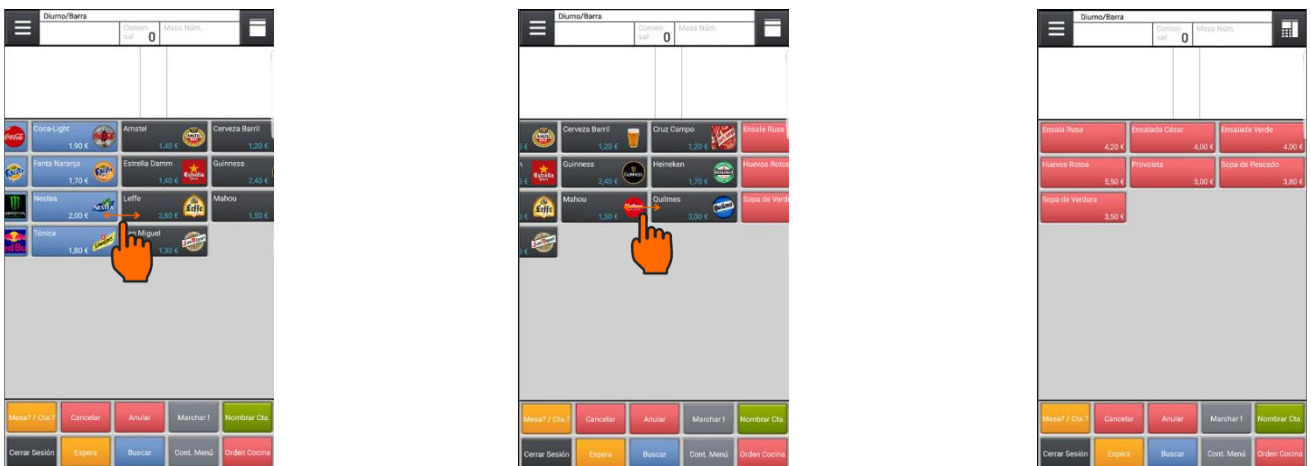 Diurno/Barra
Comen-
sal 0
Mesa Núm.
Coca-Light
1,90 €
Amstel
1,40 €
Cerveza Barril
1,20 €
Fanta Naranja
1,70 €
Estrella Damm
1,40 €
Guinness
2,40 €
Nestea
2,00 €
Leffe
3,80 €
Mahou
1,50 €
Tónica
1,60 €
Miguel
1,30 €
Mesa? / Cta.?
Cancelar
Anular
Marchar !
Nombrar Cta.
Cerrar Sesión
Espera
Buscar
Cont. Menú
Orden Cocina
Diurno/Barra
Comen-
sal 0
Mesa Núm.
Cerveza Barril
1,20 €
Cruz Campo
1,20 €
Ensala Rusa
Guinness
2,40 €
Heineken
1,70 €
Huevos Rotos
Mahou
1,50 €
Quilmes
3,00 €
Sopa de Verd
Mesa? / Cta.?
Cancelar
Anular
Marchar !
Nombrar Cta.
Cerrar Sesión
Espera
Buscar
Cont. Menú
Orden Cocina
Diurno/Barra
Comen-
sal 0
Mesa Núm.
Ensala Rusa
4,20 €
Ensalada César
4,00 €
Ensalada Verde
4,00 €
Huevos Rotos
5,50 €
Provoleta
5,00 €
Sopa de Pescado
3,80 €
Sopa de Verdura
3,50 €
Mesa? / Cta.?
Cancelar
Anular
Marchar !
Nombrar Cta.
Cerrar Sesión
Espera
Buscar
Cont. Menú
Orden Cocina